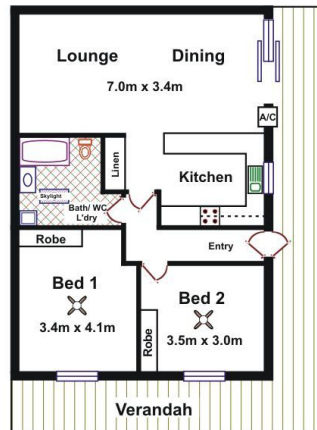 Lounge Dining
7.0m x 3.4m
A/C
Linen
Kitchen
Skylight
Bath/ WC
L'dry
Robe
Entry
Bed 1
3.4m x 4.1m
Bed 2
3.5m x 3.0m
Robe
Verandah